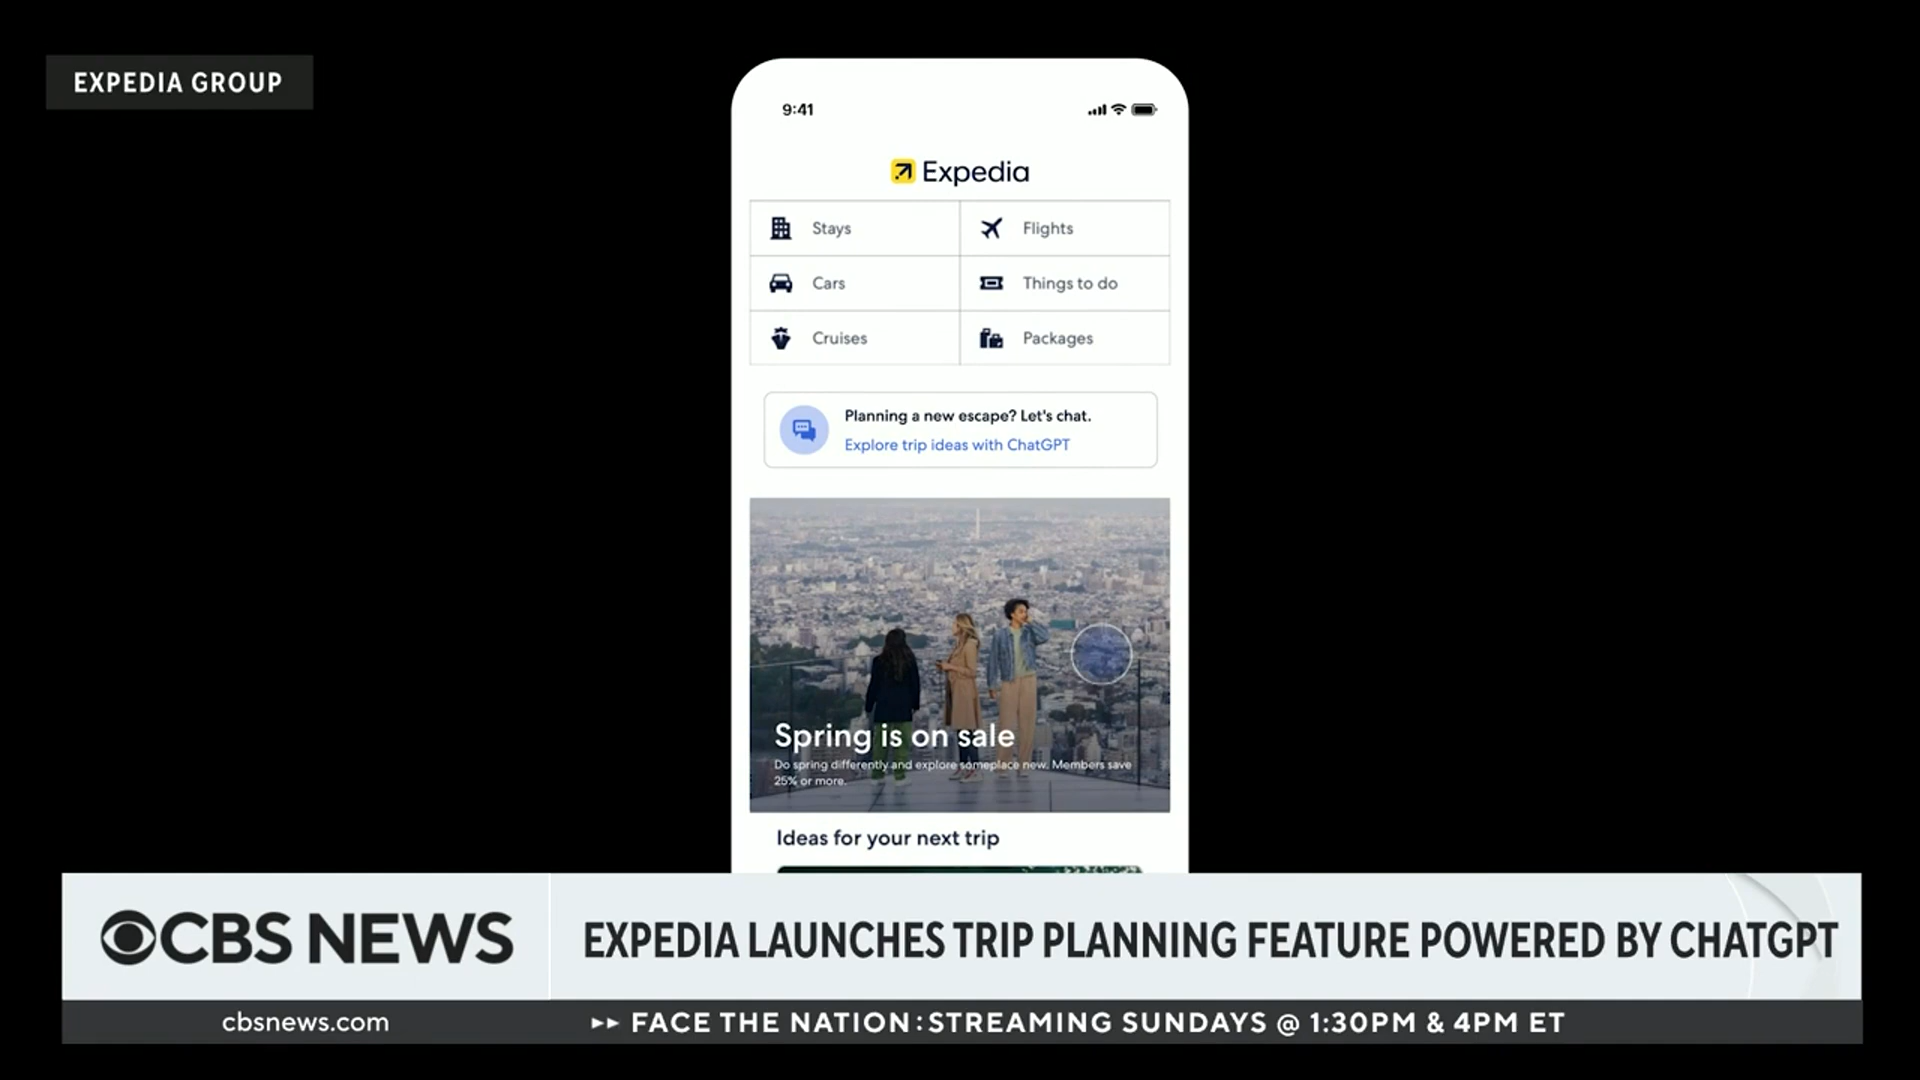 EXPEDIA GROUP
9:41
Expedia
Stays
Flights
Cars
Things to do
Cruises
Packages
Planning a new escape? Let's chat.
Explore trip ideas with ChatGPT
Spring is on sale
Do spring differently and explore someplace new. Members save
25% or more.
Ideas for your next trip
CBS NEWS
EXPEDIA LAUNCHES TRIP PLANNING FEATURE POWERED BY CHATGPT
cbsnews.com
FACE THE NATION: STREAMING SUNDAYS @ 1:30PM & 4PM ET